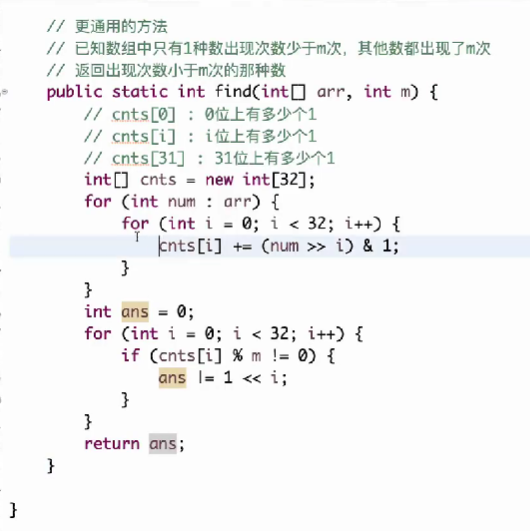 // 更通用的方法
// 已知数组中只有1种数出现次数少于m次，其他数都出现了m次
// 返回出现次数小于m次的那种数
public static int find(int[] arr, int m) {
// cnts[0] : 0位上有多少个1
// cnts[i] : i位上有多少个1
// cnts[31] : 31位上有多少个1
int[] cnts = new int[32];
for (int num : arr) {
for (int i = 0; i < 32; i++) {
cnts[i] += (num >> i) & 1;
}
}
int ans = 0;
for (int i = 0; i < 32; i++) {
if (cnts[i] % m != 0) {
ans |= 1 << i;
}
}
return ans;
}
}